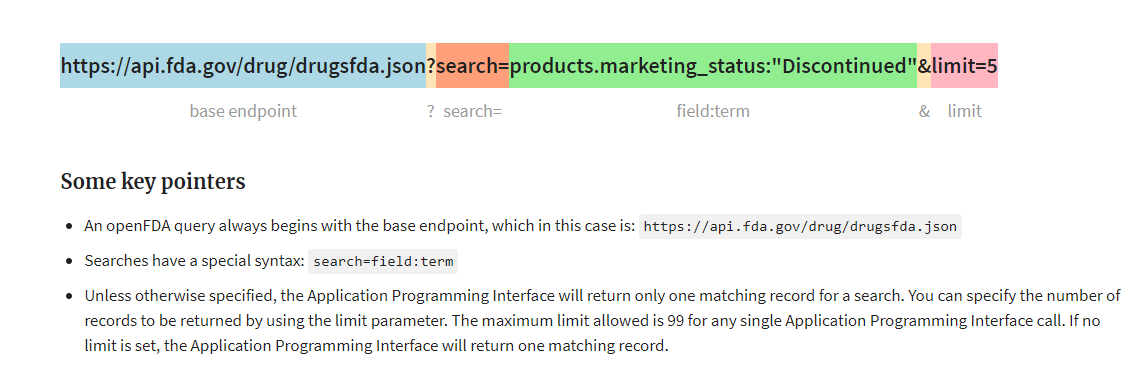 https://api.fda.gov/drug/drugsfda.json?search=products.marketing_status:"Discontinued"&limit=5
base endpoint ? search= field:term & limit
Some key pointers
• An openFDA query always begins with the base endpoint, which in this case is: https://api.fda.gov/drug/drugsfda.json
• Searches have a special syntax: search=field:term
• Unless otherwise specified, the Application Programming Interface will return only one matching record for a search. You can specify the number of
records to be returned by using the limit parameter. The maximum limit allowed is 99 for any single Application Programming Interface call. If no
limit is set, the Application Programming Interface will return one matching record.